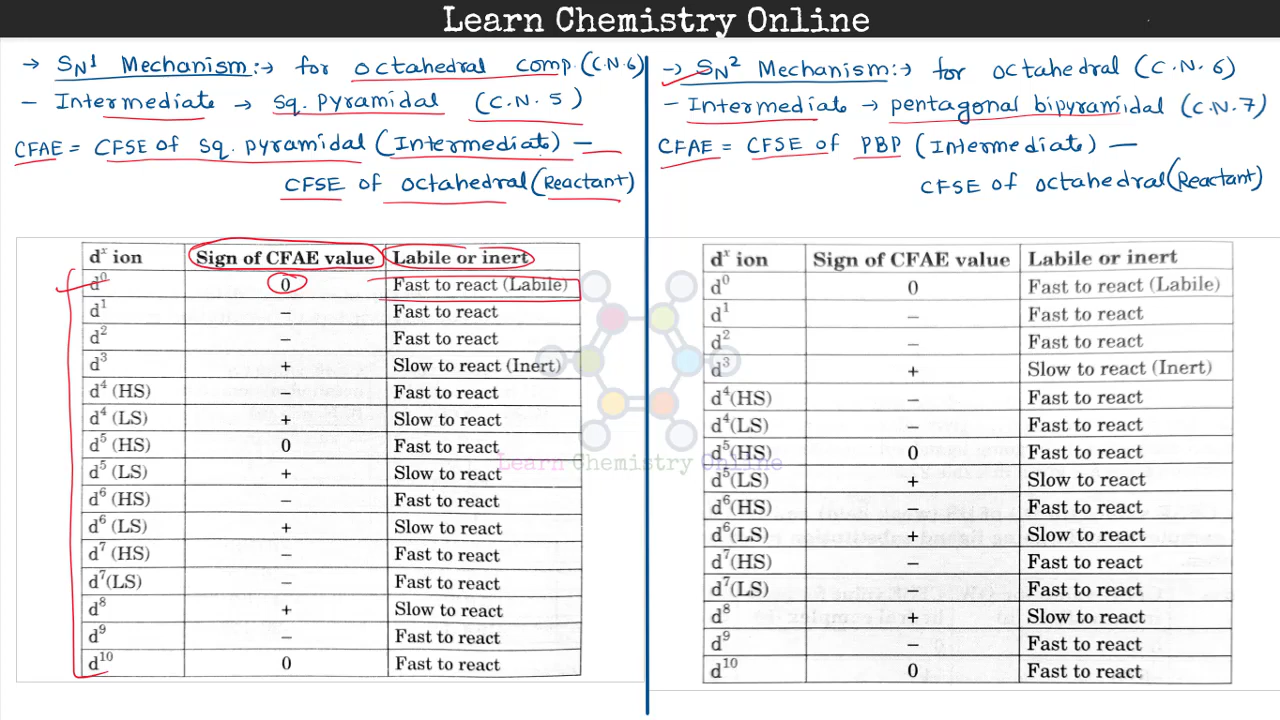 Learn Chemistry Online
→ SN¹ Mechanism:→ for octahedral comp.(C.N.6)
- Intermediate → Sq. Pyramidal (C.N.5)
CFAE = CFSE of Sq. pyramidal (Intermediate) —
CFSE of octahedral (Reactant)
dˣ ion Sign of CFAE value Labile or inert
d⁰ 0 Fast to react (Labile)
d¹ – Fast to react
d² – Fast to react
d³ + Slow to react (Inert)
d⁴ (HS) – Fast to react
d⁴ (LS) + Slow to react
d⁵ (HS) 0 Fast to react
d⁵ (LS) + Slow to react
d⁶ (HS) – Fast to react
d⁶ (LS) + Slow to react
d⁷ (HS) – Fast to react
d⁷(LS) – Fast to react
d⁸ + Slow to react
d⁹ – Fast to react
d¹⁰ 0 Fast to react
→ SN² Mechanism:→ for octahedral (C.N.6)
- Intermediate → pentagonal bipyramidal (C.N.7)
CFAE = CFSE of PBP (Intermediate) —
CFSE of octahedral (Reactant)
dˣ ion Sign of CFAE value Labile or inert
d⁰ 0 Fast to react (Labile)
d¹ – Fast to react
d² – Fast to react
d³ + Slow to react (Inert)
d⁴(HS) – Fast to react
d⁴(LS) – Fast to react
d⁵(HS) 0 Fast to react
d⁵(LS) + Slow to react
d⁶(HS) – Fast to react
d⁶(LS) + Slow to react
d⁷(HS) – Fast to react
d⁷(LS) – Fast to react
d⁸ + Slow to react
d⁹ – Fast to react
d¹⁰ 0 Fast to react
Learn Chemistry Online